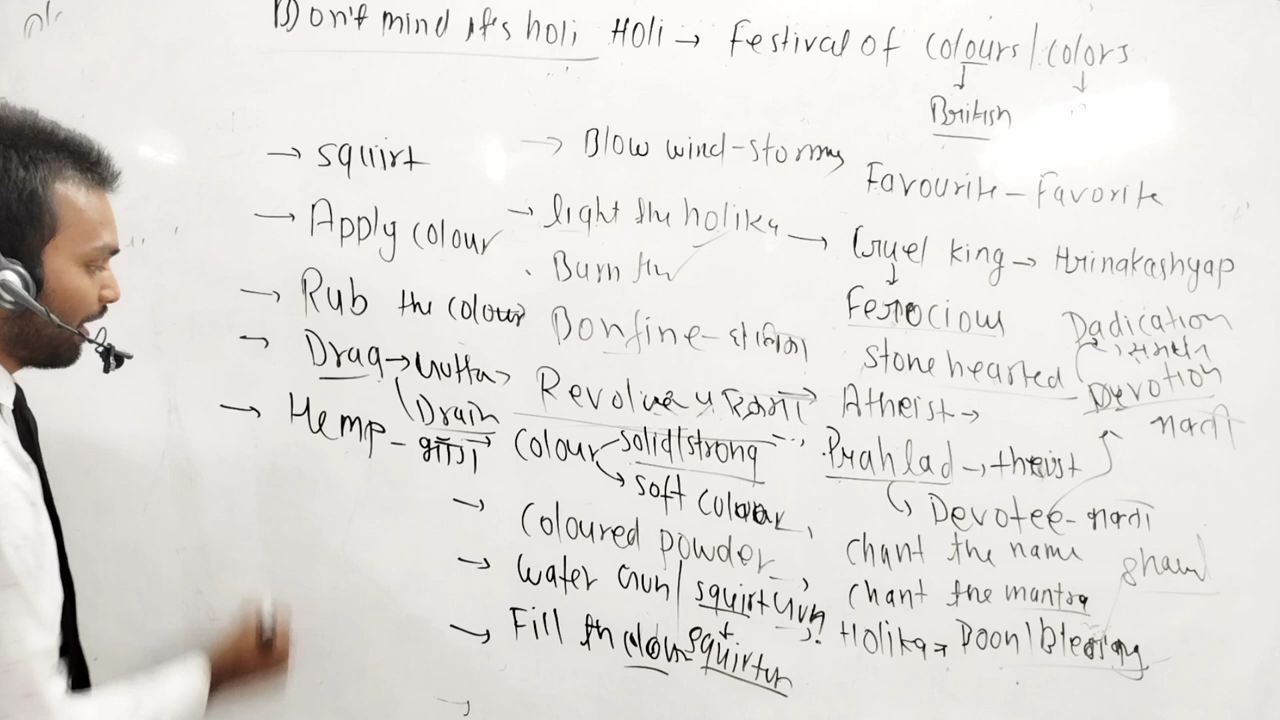 Don't mind it's holi Holi → Festival of colours / colors
British
→ squirt
→ Apply colour
→ Rub the colour
→ Drag → Gutta
Drain
→ Hemp - भाँग
→ Blow wind-storm
→ light the holika
Burn the
Bonfine -
Revolve
Colour solid/strong
soft colour
→ Coloured powder
→ water Gun / squirt Gun
→ Fill the colour squirter
Favourite - Favorite
→ Cruel king → Hrinakashyap
Ferocious
stone hearted
Dadication
Devotion
Atheist →
Prahlad → theist
Devotee -
chant the name
chant the mantra
shawl
Holika → Boon/Blessing